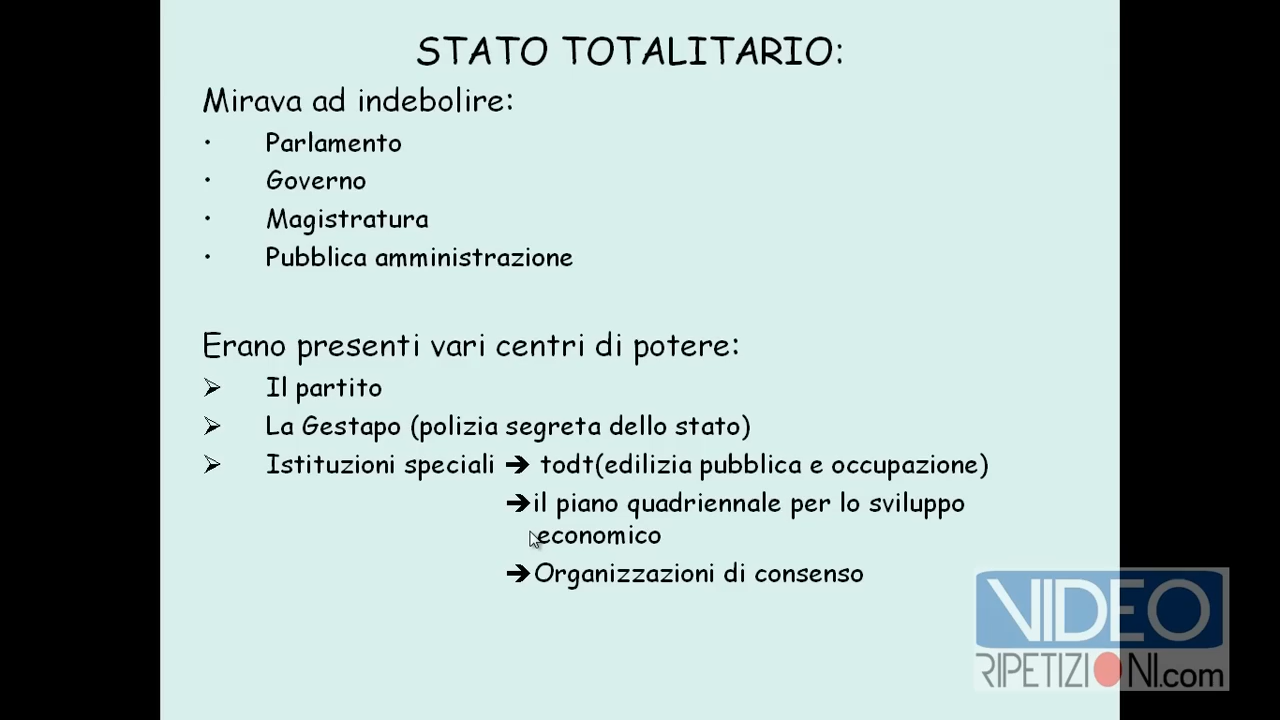 STATO TOTALITARIO:
Mirava ad indebolire:
• Parlamento
• Governo
• Magistratura
• Pubblica amministrazione
Erano presenti vari centri di potere:
➢ Il partito
➢ La Gestapo (polizia segreta dello stato)
➢ Istituzioni speciali ➔ todt(edilizia pubblica e occupazione)
➔il piano quadriennale per lo sviluppo
economico
➔Organizzazioni di consenso
VIDEO
RIPETIZIONI.com